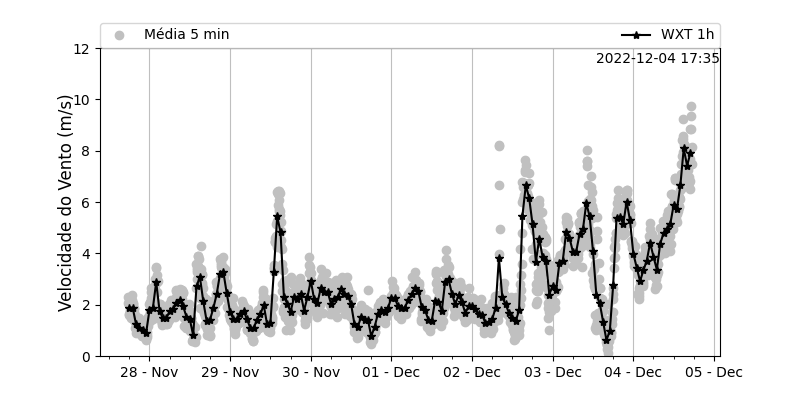 Média 5 min
WXT 1h
2022-12-04 17:35
Velocidade do Vento (m/s)
12
10
8
6
4
2
0
28 - Nov
29 - Nov
30 - Nov
01 - Dec
02 - Dec
03 - Dec
04 - Dec
05 - Dec